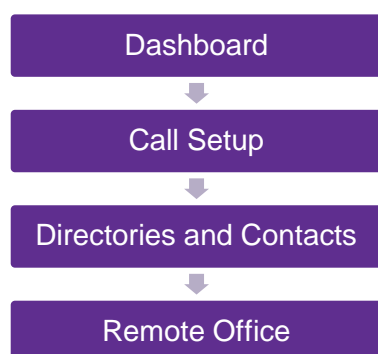 Dashboard
Call Setup
Directories and Contacts
Remote Office